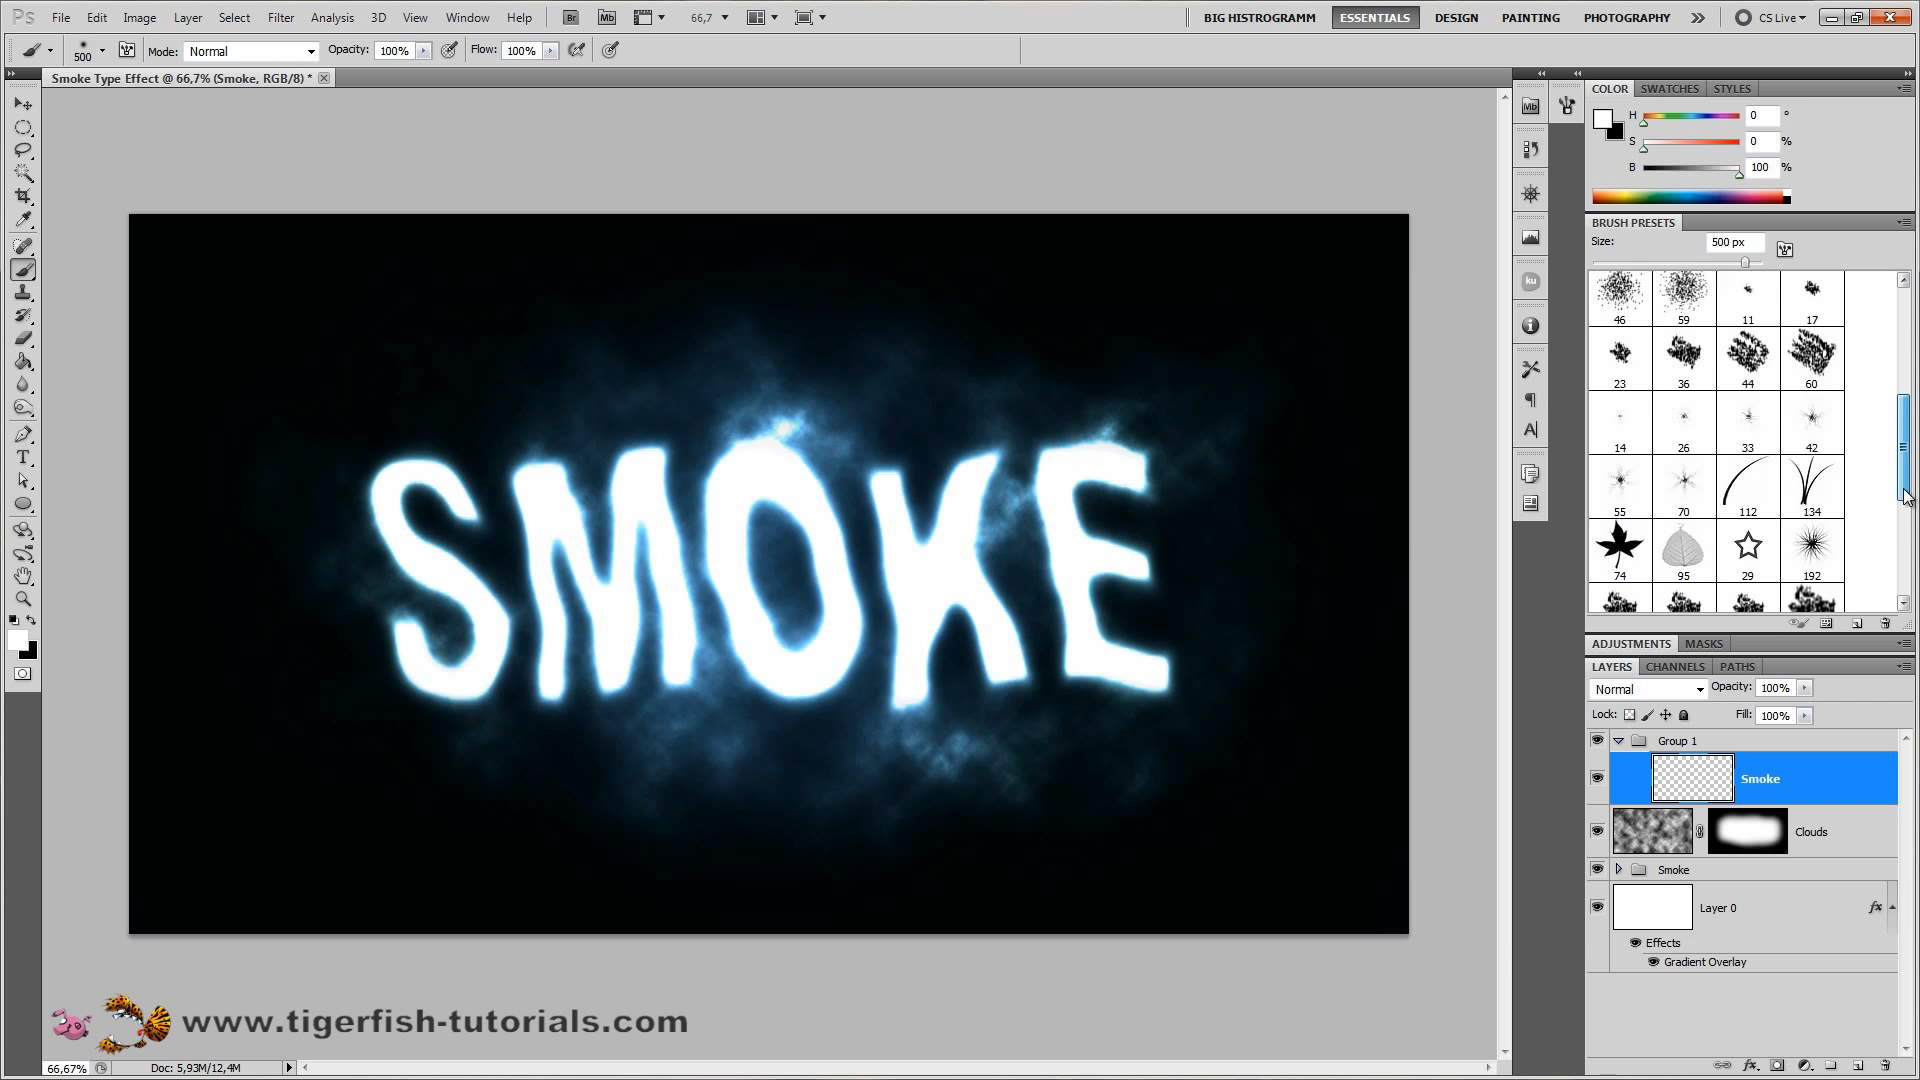 Ps File Edit Image Layer Select Filter Analysis 3D View Window Help Br Mb 66,7 BIG HISTROGRAMM ESSENTIALS DESIGN PAINTING PHOTOGRAPHY CS Live
500 Mode: Normal Opacity: 100% Flow: 100%
Smoke Type Effect @ 66,7% (Smoke, RGB/8) *
COLOR SWATCHES STYLES
Mb
H 0 °
S 0 %
B 100 %
BRUSH PRESETS
Size: 500 px
ku
46 59 11 17
23 36 44 60
14 26 33 42
55 70 112 134
74 95 29 192
SMOKE
ADJUSTMENTS MASKS
LAYERS CHANNELS PATHS
Normal Opacity: 100%
Lock: Fill: 100%
Group 1
Smoke
Clouds
Smoke
Layer 0 fx
Effects
Gradient Overlay
www.tigerfish-tutorials.com
66,67% Doc: 5,93M/12,4M